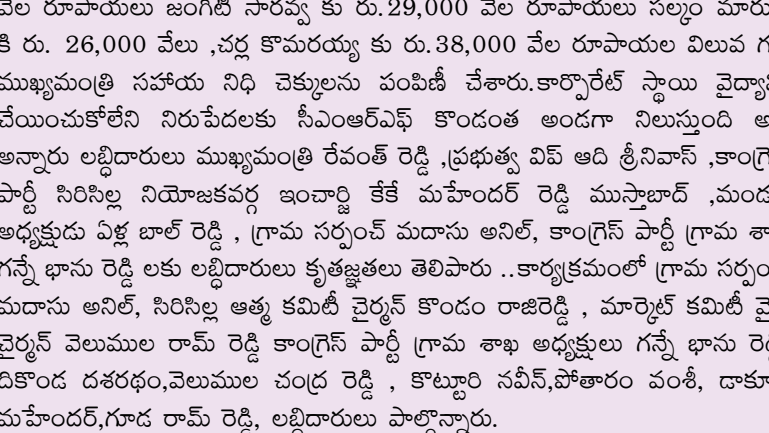 వేల రూపాయలు జంగిటి సారవ్వ కు రు.29,000 వేల రూపాయలు సల్కం మారు
కి రు. 26,000 వేలు ,చర్ల కొమరయ్య కు రు.38,000 వేల రూపాయల విలువ గ
ముఖ్యమంత్రి సహాయ నిధి చెక్కులను పంపిణీ చేశారు.కార్పొరేట్ స్థాయి వైద్యా
చేయించుకోలేని నిరుపేదలకు సీఎంఆర్ఎఫ్ కొండంత అండగా నిలుస్తుంది అ
అన్నారు లబ్ధిదారులు ముఖ్యమంత్రి రేవంత్ రెడ్డి ,ప్రభుత్వ విప్ ఆది శ్రీనివాస్ ,కాంగ్రె
పార్టీ సిరిసిల్ల నియోజకవర్గ ఇంచార్జి కేకే మహేందర్ రెడ్డి ముస్తాబాద్ ,మండ
అధ్యక్షుడు ఏళ్ల బాల్ రెడ్డి , గ్రామ సర్పంచ్ మదాసు అనిల్, కాంగ్రెస్ పార్టీ గ్రామ శా
గన్నే భాను రెడ్డి లకు లబ్ధిదారులు కృతజ్ఞతలు తెలిపారు ..కార్యక్రమంలో గ్రామ సర్పం
మదాసు అనిల్, సిరిసిల్ల ఆత్మ కమిటీ చైర్మన్ కొండం రాజిరెడ్డి , మార్కెట్ కమిటీ వై
చైర్మన్ వెలుముల రామ్ రెడ్డి కాంగ్రెస్ పార్టీ గ్రామ శాఖ అధ్యక్షులు గన్నే భాను రెడ్
దికొండ దశరథం,వెలుముల చంద్ర రెడ్డి , కొట్టూరి నవీన్,పోతారం వంశీ, డాకూ
మహేందర్,గూడ రామ్ రెడ్డి, లబ్ధిదారులు పాల్గొన్నారు.